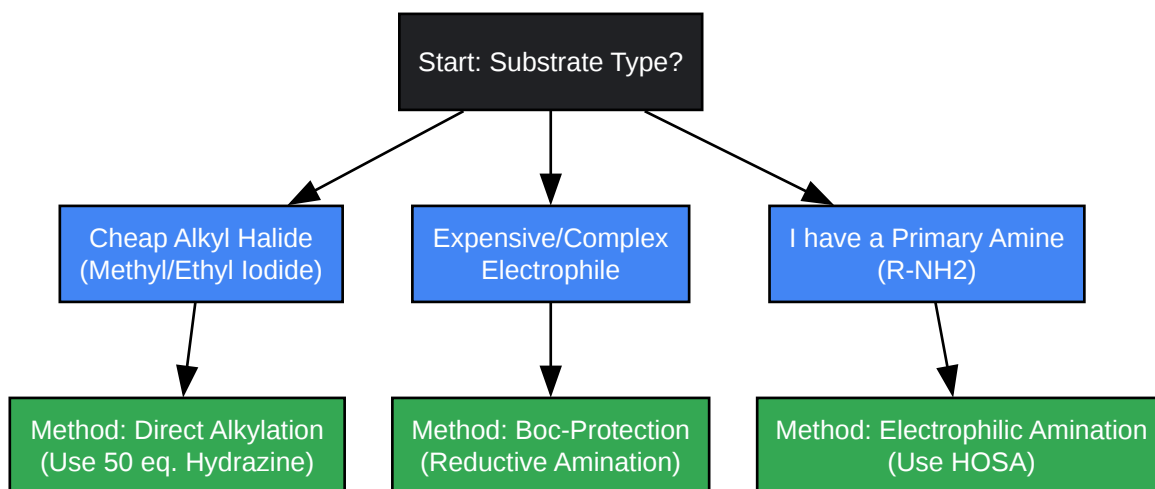 Start: Substrate Type?
Cheap Alkyl Halide
(Methyl/Ethyl Iodide)
Expensive/Complex
Electrophile
I have a Primary Amine
(R-NH2)
Method: Direct Alkylation
(Use 50 eq. Hydrazine)
Method: Boc-Protection
(Reductive Amination)
Method: Electrophilic Amination
(Use HOSA)